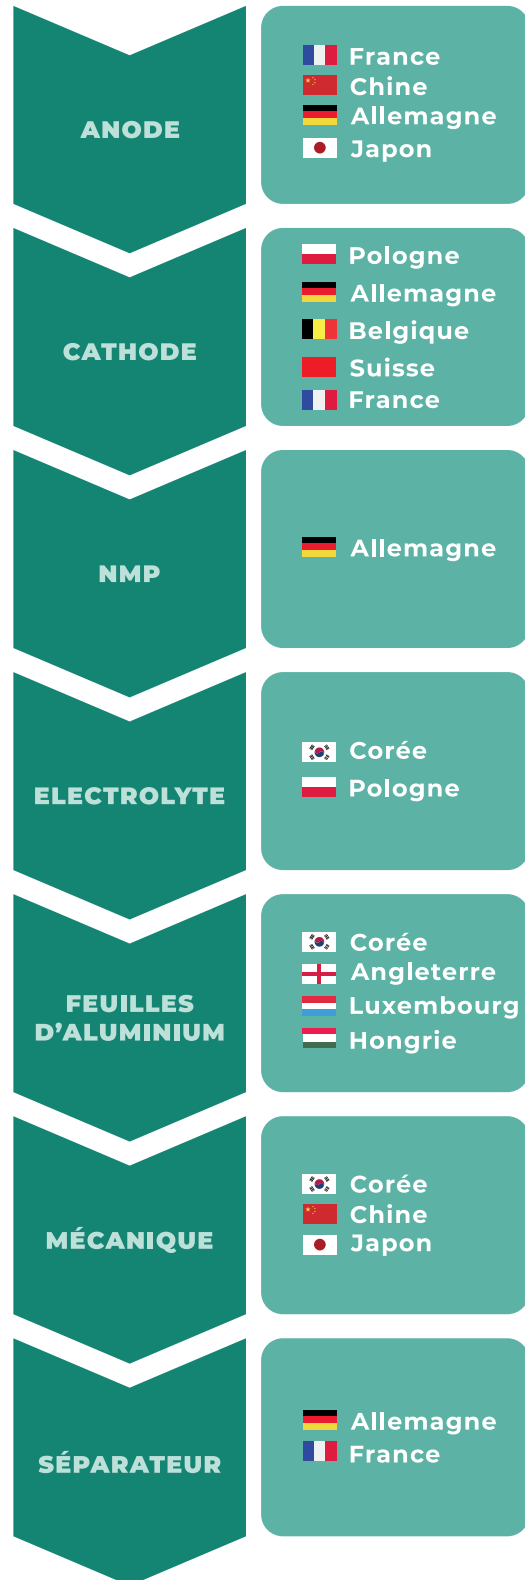 ANODE
France
Chine
Allemagne
Japon
CATHODE
Pologne
Allemagne
Belgique
Suisse
France
NMP
Allemagne
ELECTROLYTE
Corée
Pologne
FEUILLES
D'ALUMINIUM
Corée
Angleterre
Luxembourg
Hongrie
MÉCANIQUE
Corée
Chine
Japon
SÉPARATEUR
Allemagne
France